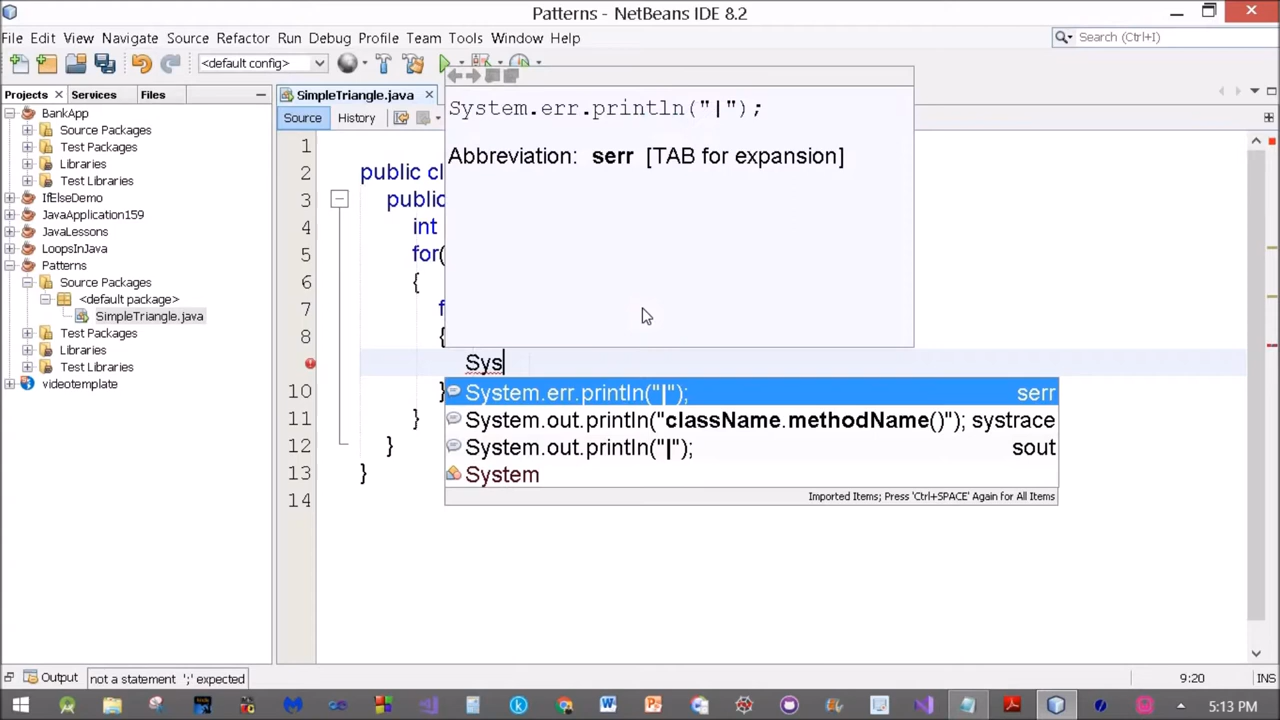 Patterns - NetBeans IDE 8.2
File Edit View Navigate Source Refactor Run Debug Profile Team Tools Window Help
Search (Ctrl+I)
<default config>
Projects Services Files
SimpleTriangle.java
BankApp
Source Packages
Test Packages
Libraries
Test Libraries
IfElseDemo
JavaApplication159
JavaLessons
LoopsInJava
Patterns
Source Packages
<default package>
SimpleTriangle.java
Test Packages
Libraries
Test Libraries
videotemplate
Source History
1
2 public cl
3 public
4 int
5 for(
6 {
7 f
8 {
Sys
10 }
11 }
12 }
13 }
14
System.err.println("|");
Abbreviation: serr [TAB for expansion]
System.err.println("|"); serr
System.out.println("className.methodName()"); systrace
System.out.println("|"); sout
System
Imported Items; Press 'Ctrl+SPACE' Again for All Items
Output
not a statement ';' expected
9:20
INS
5:13 PM